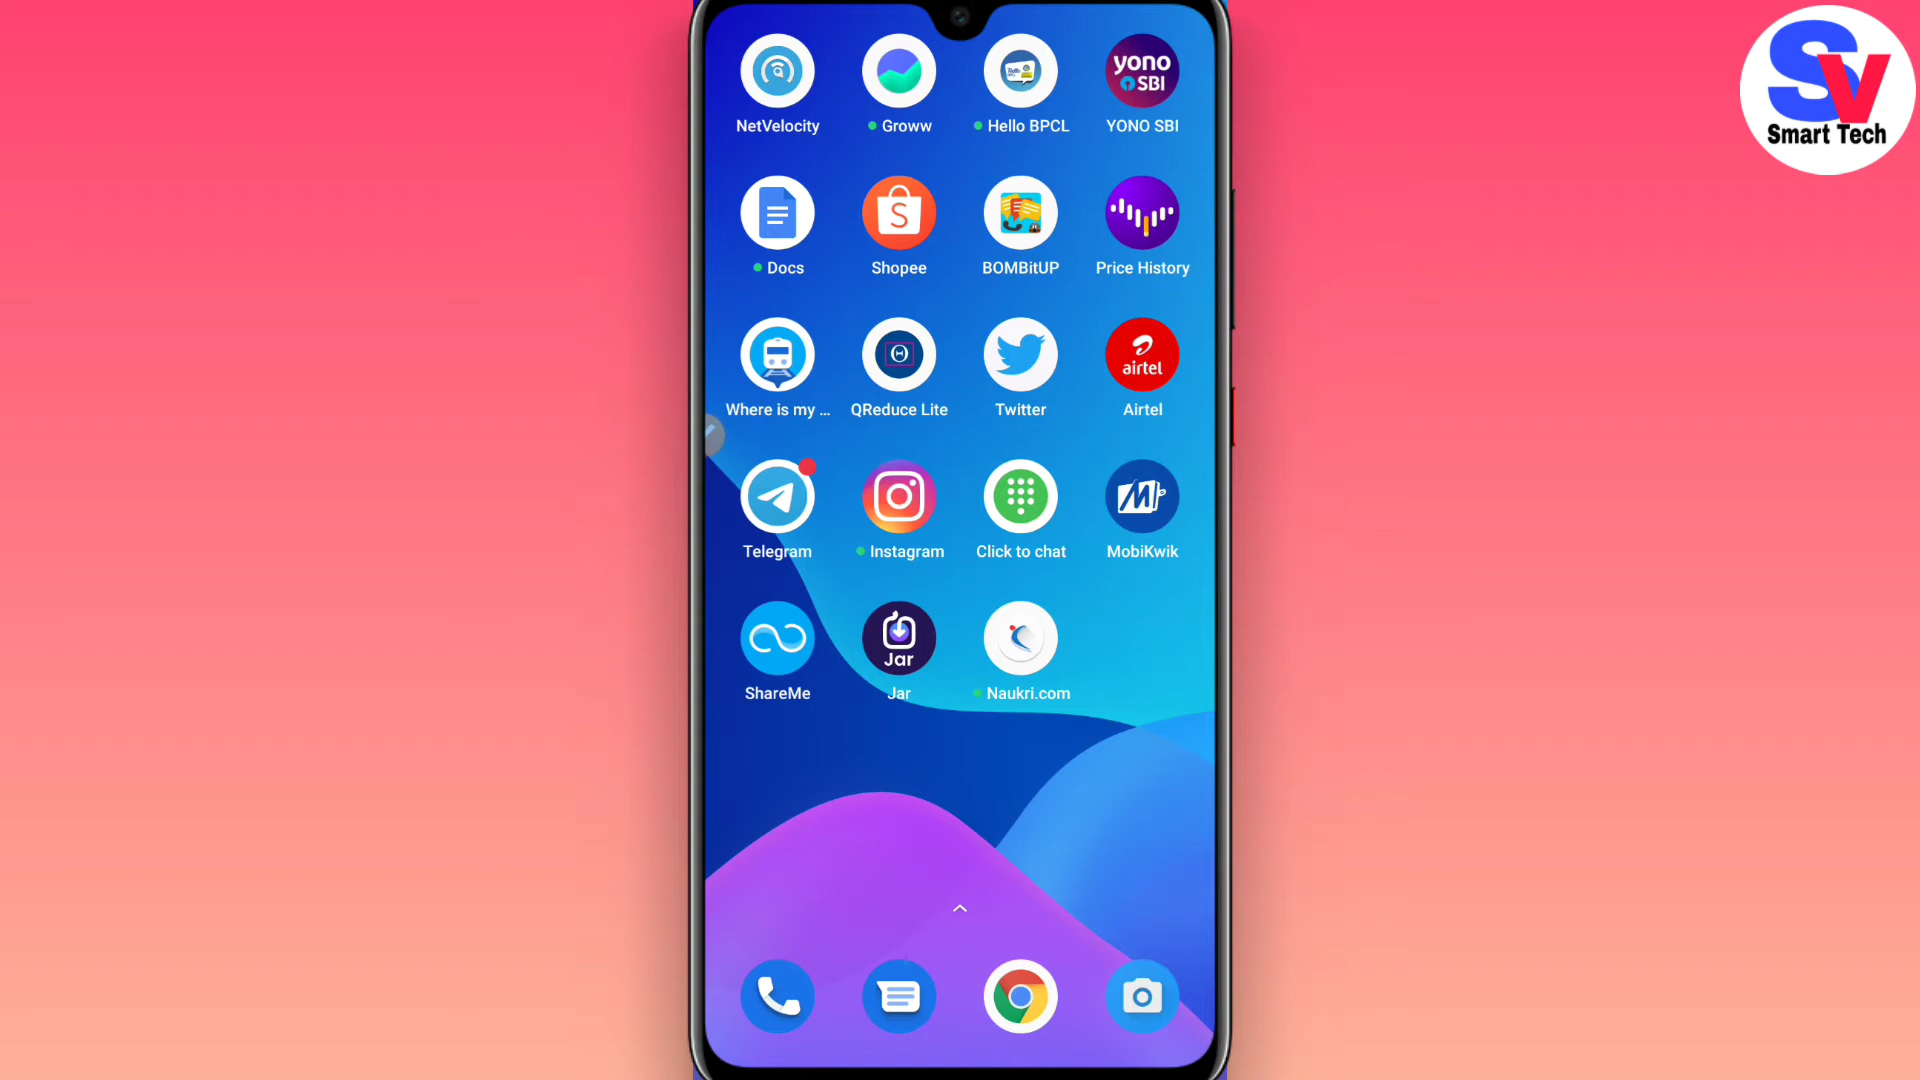 SV
Smart Tech
yono
SBI
NetVelocity
Groww
Hello BPCL
YONO SBI
S
Docs
Shopee
BOMBitUP
Price History
airtel
Where is my ...
QReduce Lite
Twitter
Airtel
M
Telegram
Instagram
Click to chat
MobiKwik
Jar
ShareMe
Jar
Naukri.com